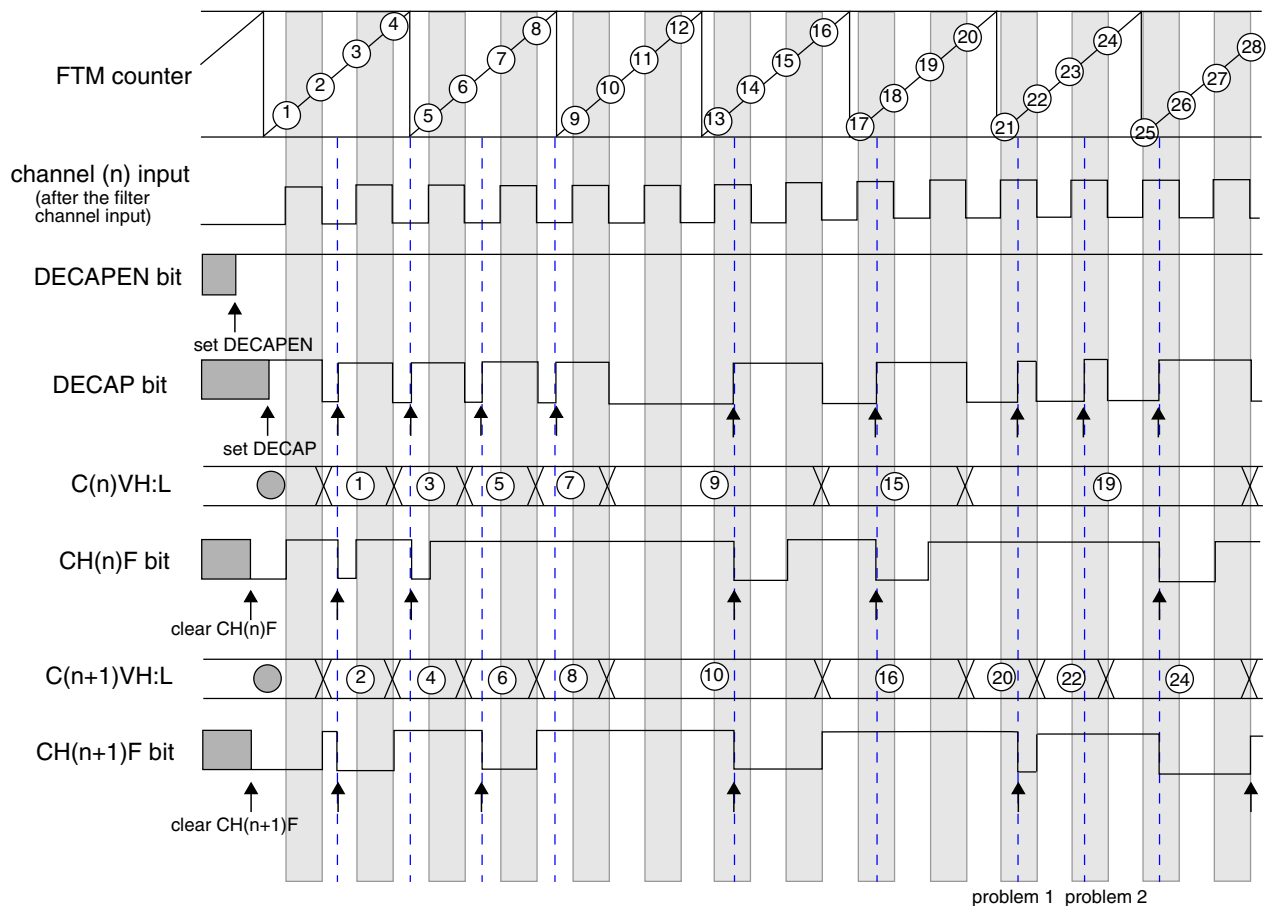 4 8 12 16 20 24 28
3 7 11 15 19 23 27
FTM counter
2 6 10 14 18 22 26
1 5 9 13 17 21 25
channel (n) input
(after the filter
channel input)
DECAPEN bit
set DECAPEN
DECAP bit
set DECAP
C(n)VH:L 1 3 5 7 9 15 19
CH(n)F bit
clear CH(n)F
C(n+1)VH:L 2 4 6 8 10 16 20 22 24
CH(n+1)F bit
clear CH(n+1)F
problem 1 problem 2